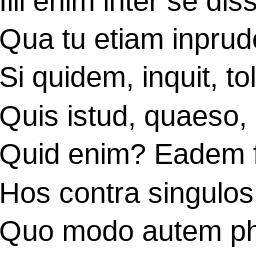 Illi enim inter se diss
Qua tu etiam inprude
Si quidem, inquit, tol
Quis istud, quaeso,
Quid enim? Eadem f
Hos contra singulos
Quo modo autem ph